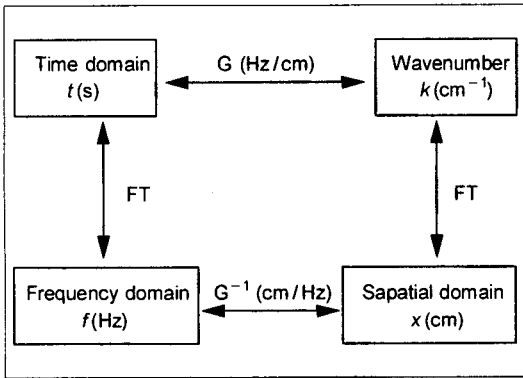 Time domain
t (s)
G (Hz/cm)
Wavenumber
k (cm⁻¹)
FT
FT
Frequency domain
f (Hz)
G⁻¹ (cm/Hz)
Sapatial domain
x (cm)